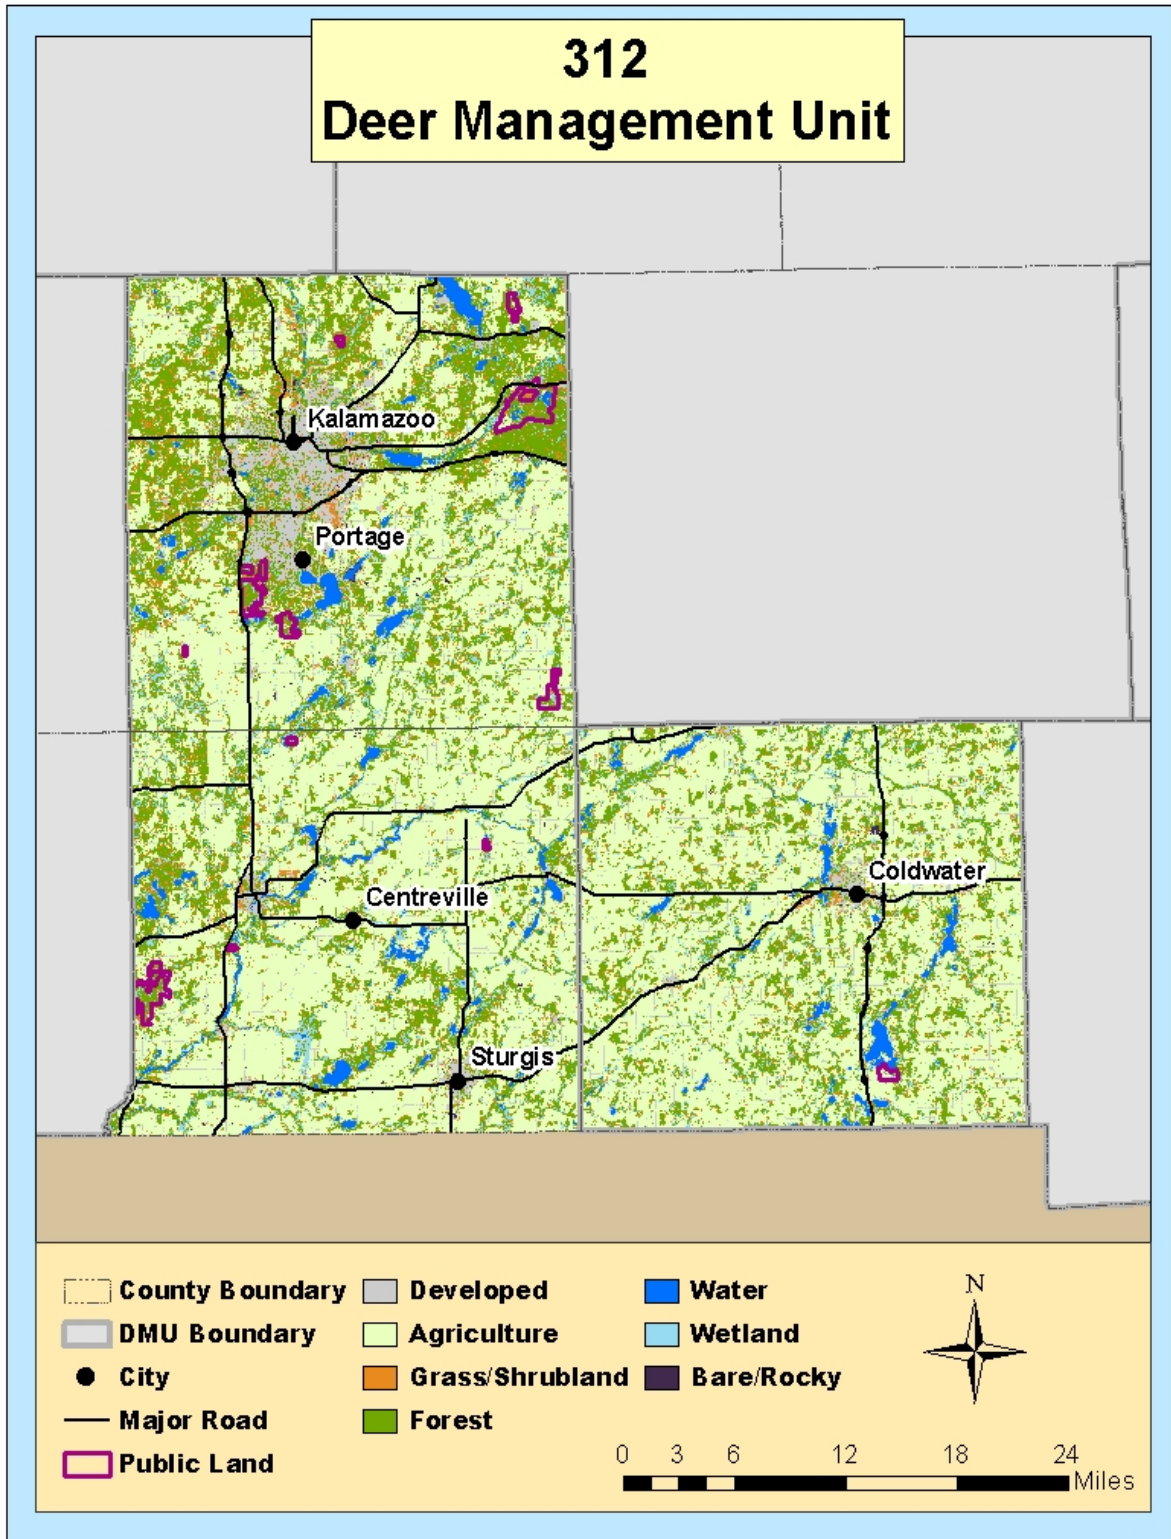 312
Deer Management Unit
Kalamazoo
Portage
Coldwater
Centreville
Sturgis
County Boundary
DMU Boundary
City
Major Road
Public Land
Developed
Agriculture
Grass/Shrubland
Forest
Water
Wetland
Bare/Rocky
N
0 3 6 12 18 24
Miles